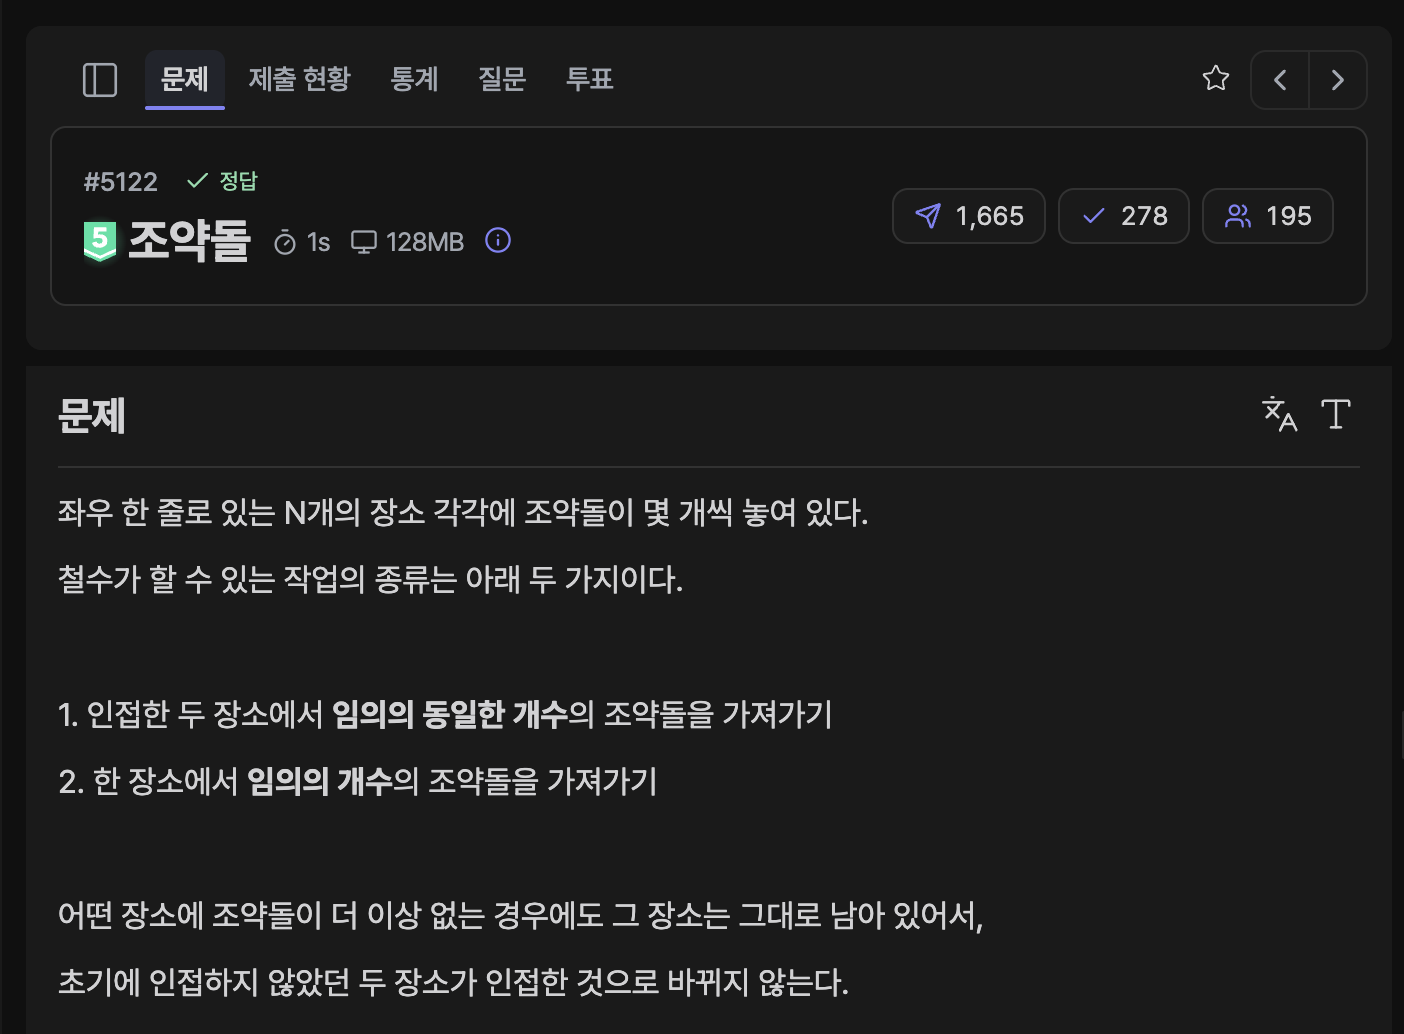 문제 제출 현황 통계 질문 투표
#5122 정답
5 조약돌 1s 128MB
1,665 278 195
문제
좌우 한 줄로 있는 N개의 장소 각각에 조약돌이 몇 개씩 놓여 있다.
철수가 할 수 있는 작업의 종류는 아래 두 가지이다.
1. 인접한 두 장소에서 임의의 동일한 개수의 조약돌을 가져가기
2. 한 장소에서 임의의 개수의 조약돌을 가져가기
어떤 장소에 조약돌이 더 이상 없는 경우에도 그 장소는 그대로 남아 있어서,
초기에 인접하지 않았던 두 장소가 인접한 것으로 바뀌지 않는다.